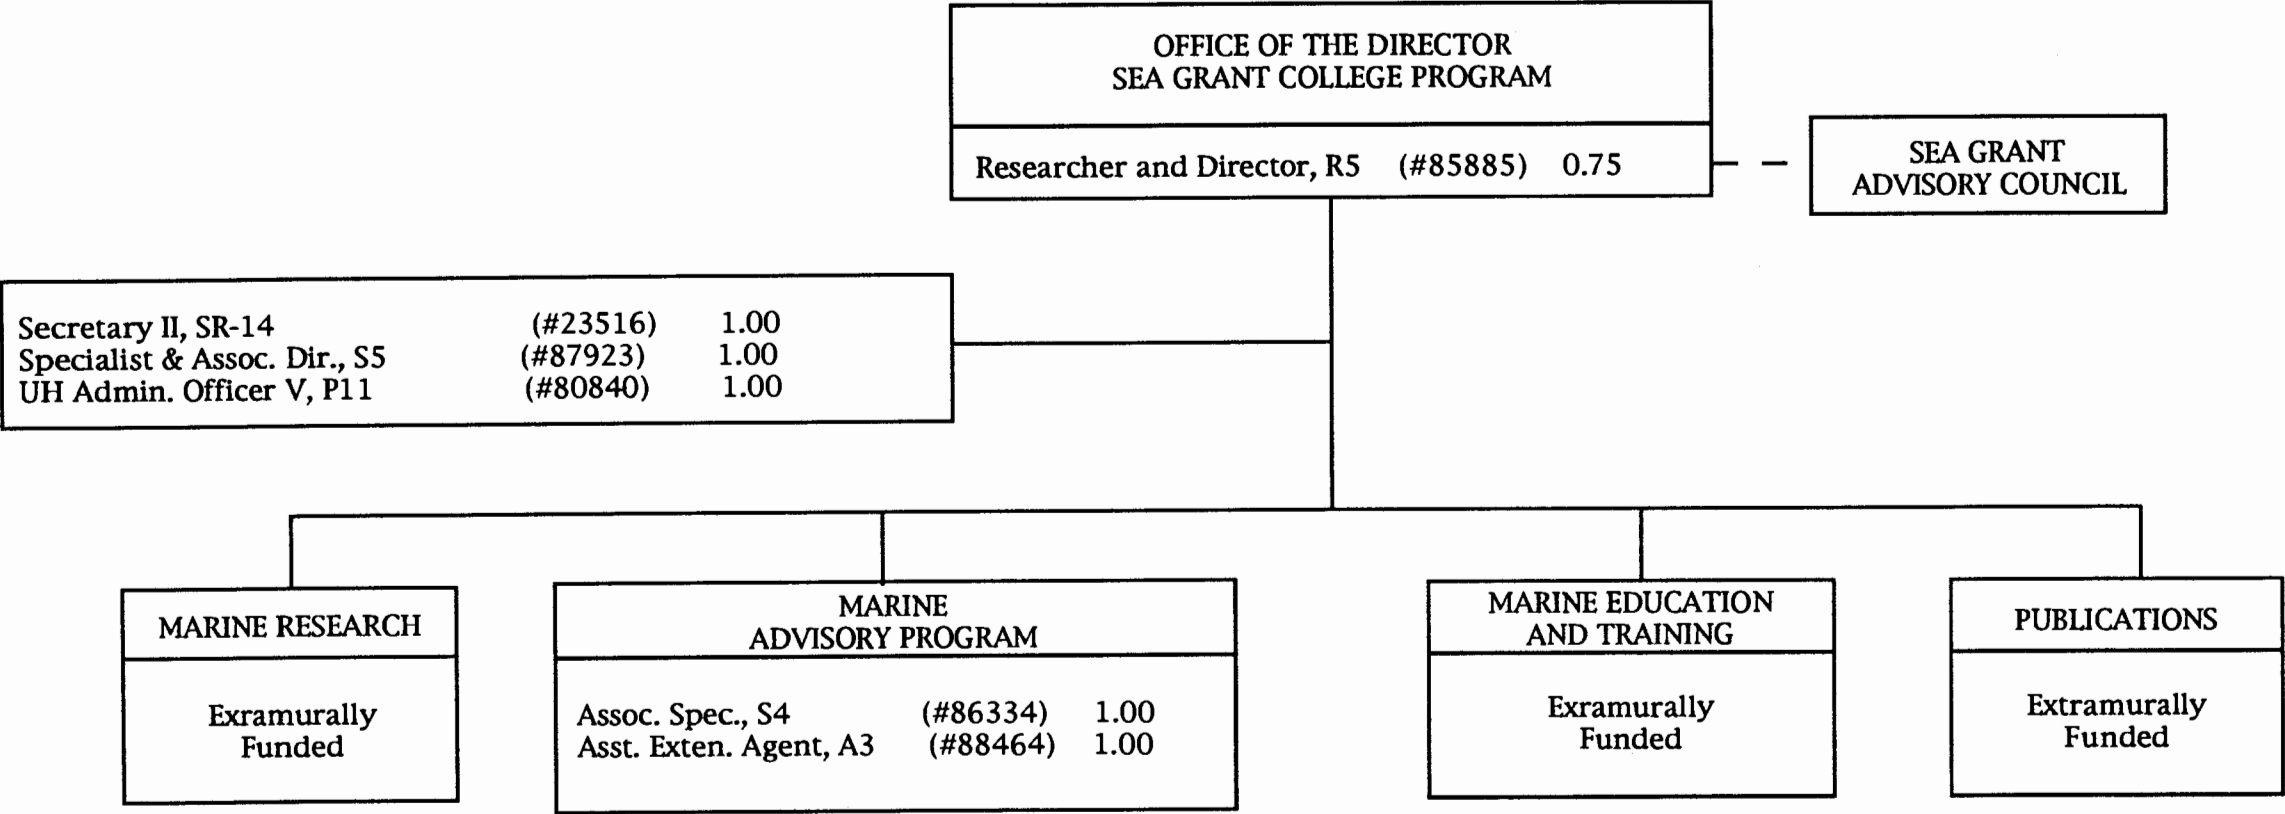 OFFICE OF THE DIRECTOR
SEA GRANT COLLEGE PROGRAM
Researcher and Director, R5 (#85885) 0.75
SEA GRANT
ADVISORY COUNCIL
Secretary II, SR-14 (#23516) 1.00
Specialist & Assoc. Dir., S5 (#87923) 1.00
UH Admin. Officer V, P11 (#80840) 1.00
MARINE RESEARCH
Exramurally
Funded
MARINE
ADVISORY PROGRAM
Assoc. Spec., S4 (#86334) 1.00
Asst. Exten. Agent, A3 (#88464) 1.00
MARINE EDUCATION
AND TRAINING
Exramurally
Funded
PUBLICATIONS
Extramurally
Funded